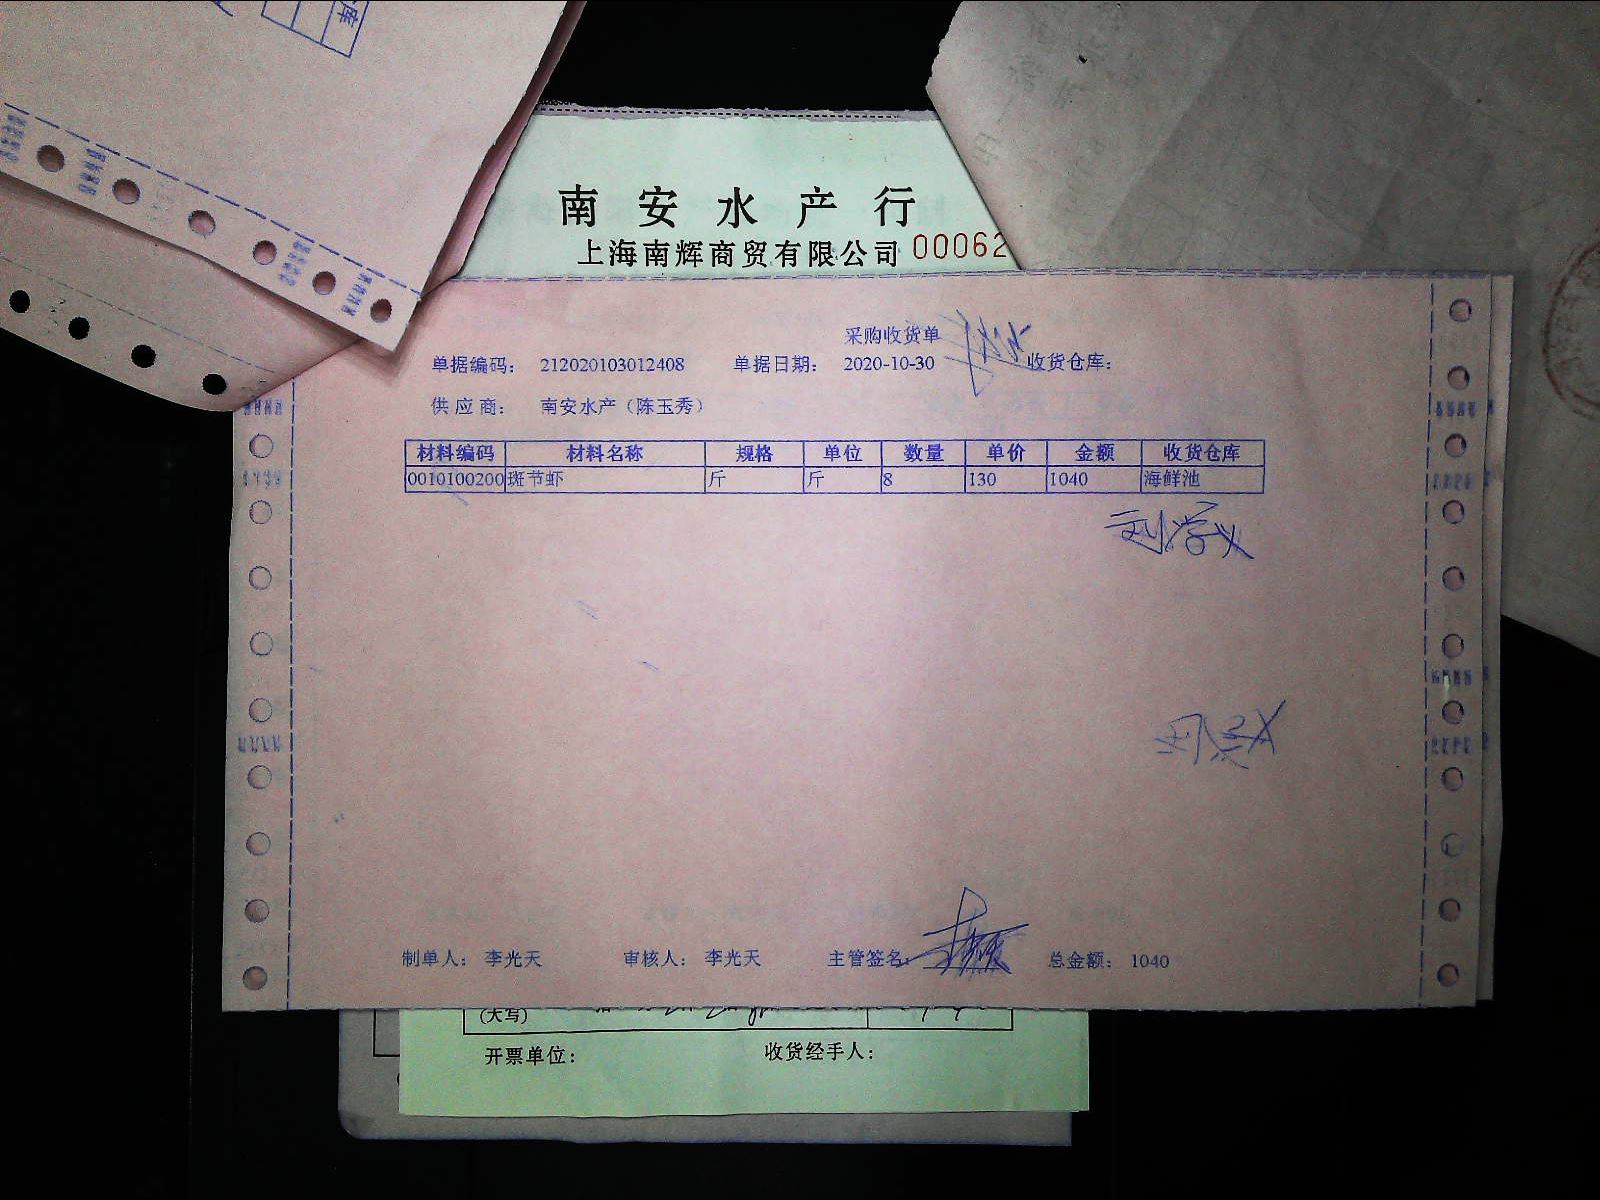 库
南安水产行
上海南辉商贸有限公司 00062
采购收货单
单据编码： 212020103012408 单据日期： 2020-10-30 收货仓库：
供应商： 南安水产（陈玉秀）
材料编码 材料名称 规格 单位 数量 单价 金额 收货仓库
0010100200 斑节虾 斤 斤 8 130 1040 海鲜池
刘学义
制单人： 李光天 审核人： 李光天 主管签名： 总金额： 1040
(大写)
开票单位： 收货经手人：